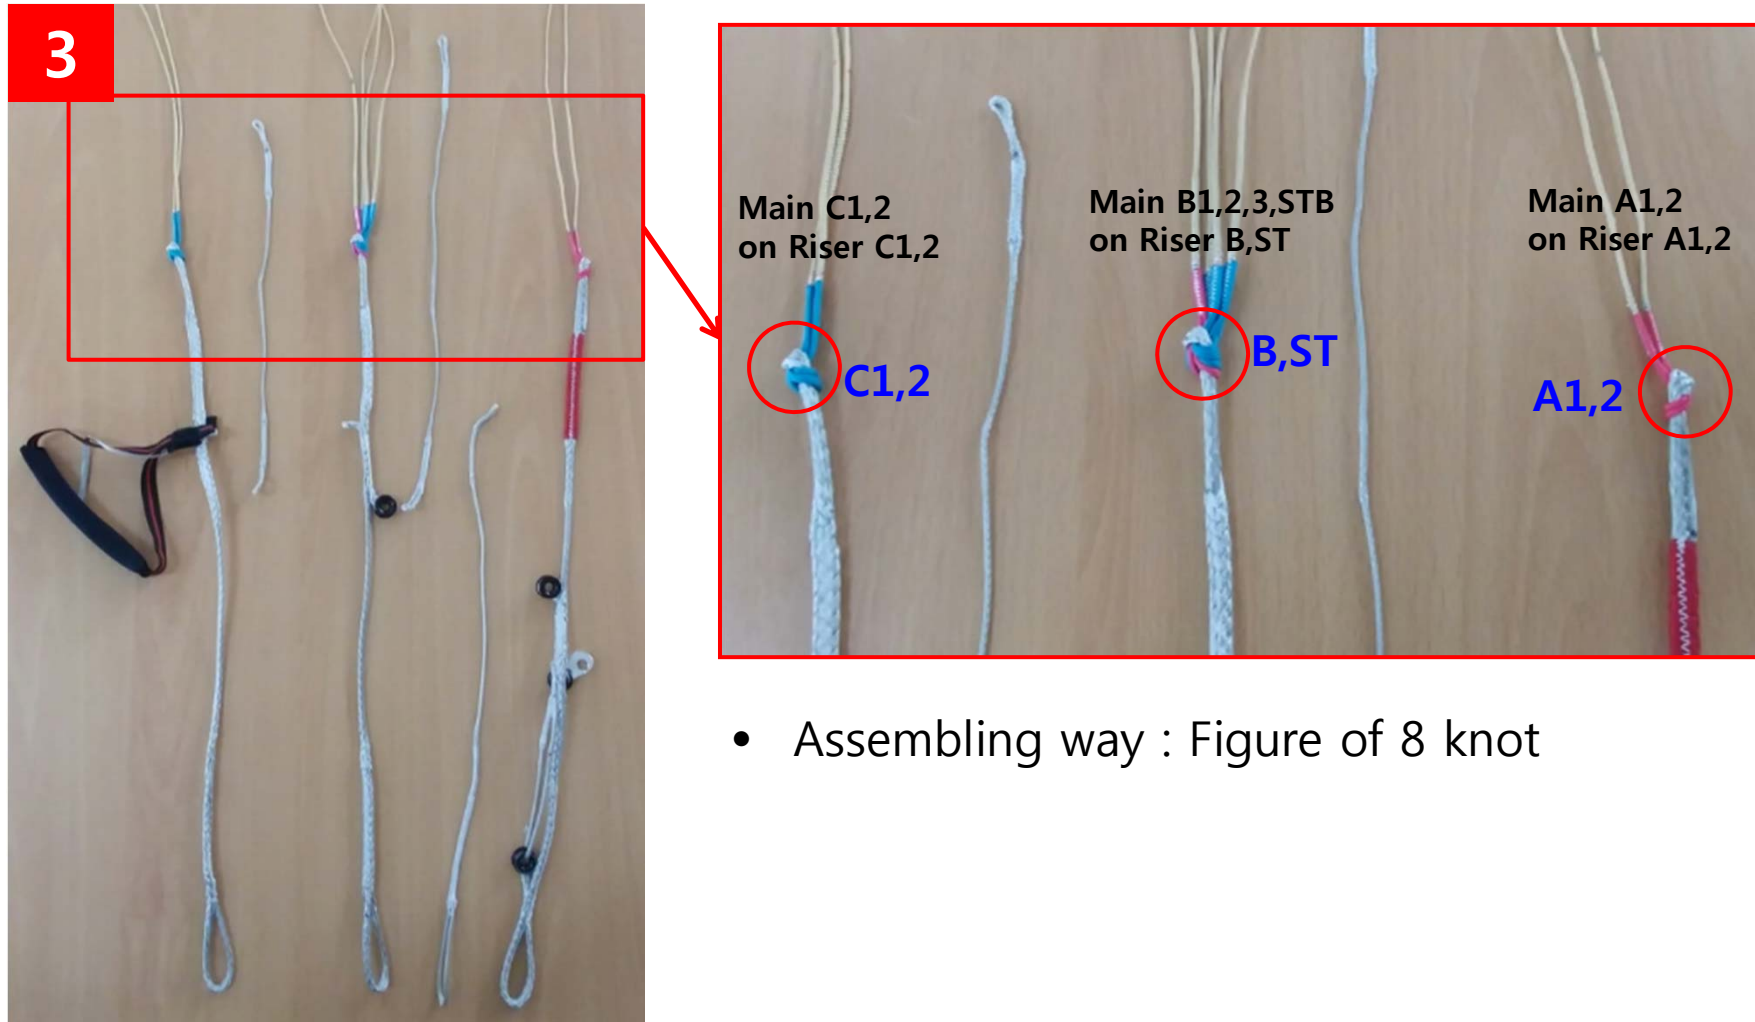 3
Main C1,2
on Riser C1,2
Main B1,2,3,STB
on Riser B,ST
Main A1,2
on Riser A1,2
C1,2
B,ST
A1,2
• Assembling way : Figure of 8 knot